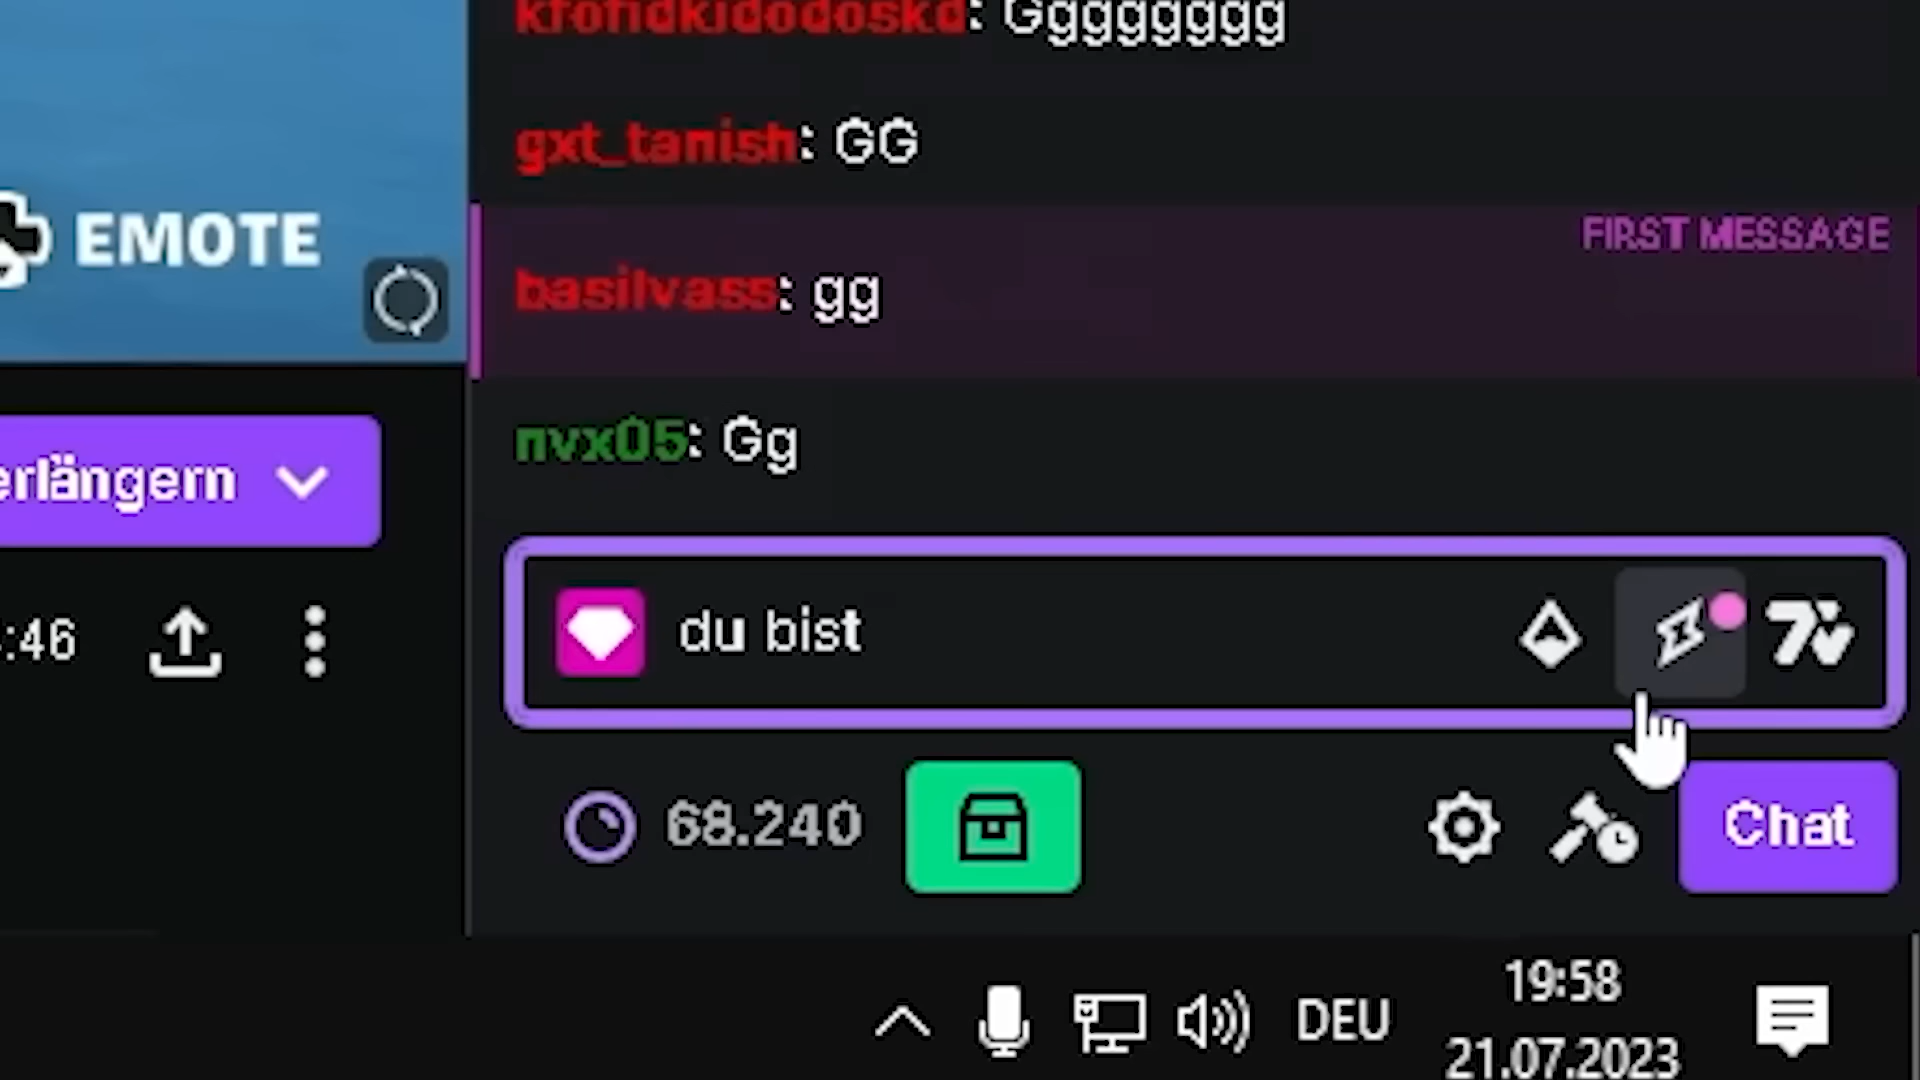 krofidkidodoskd: Gggggggg
gxt_tanish: GG
EMOTE
FIRST MESSAGE
basilvass: gg
nvx05: Gg
erlängern
du bist
:46
68.240
Chat
DEU
19:58
21.07.2023